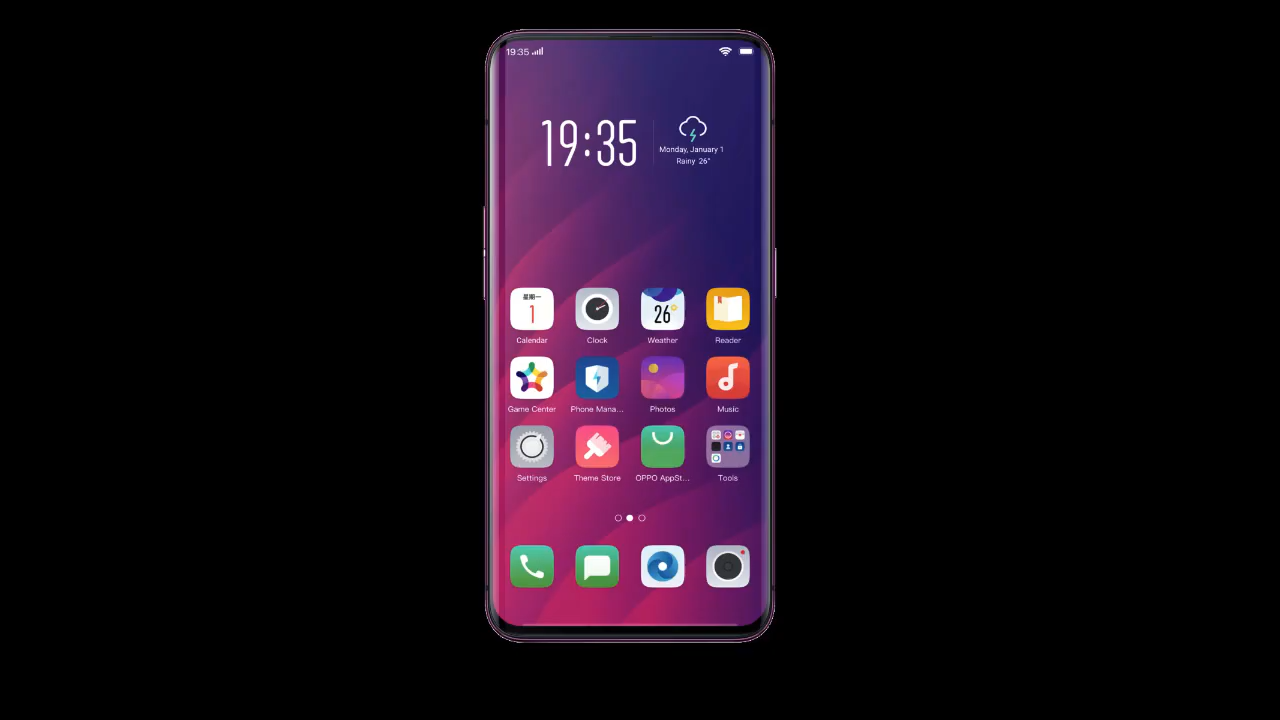 19:35
19:35
Monday, January 1
Rainy 26°
星期一
1
26°
Calendar
Clock
Weather
Reader
Game Center
Phone Mana...
Photos
Music
Settings
Theme Store
OPPO AppSt...
Tools